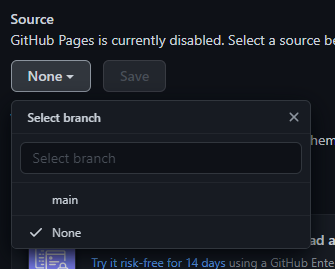 Source
GitHub Pages is currently disabled. Select a source be
None
Save
Select branch
Select branch
main
None
Try it risk-free for 14 days using a GitHub Ente